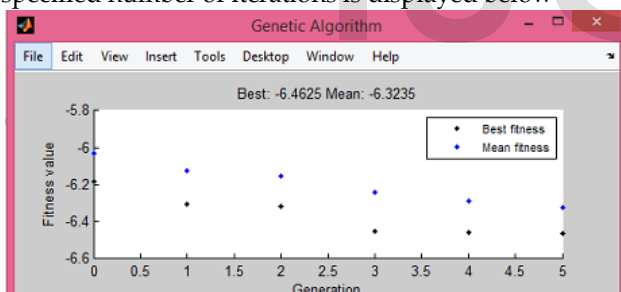 specified number of iterations is displayed below
Genetic Algorithm
File Edit View Insert Tools Desktop Window Help
Best: -6.4625 Mean: -6.3235
Best fitness
Mean fitness
Fitness value
-5.8
-6
-6.2
-6.4
-6.6
0 0.5 1 1.5 2 2.5 3 3.5 4 4.5 5
Generation